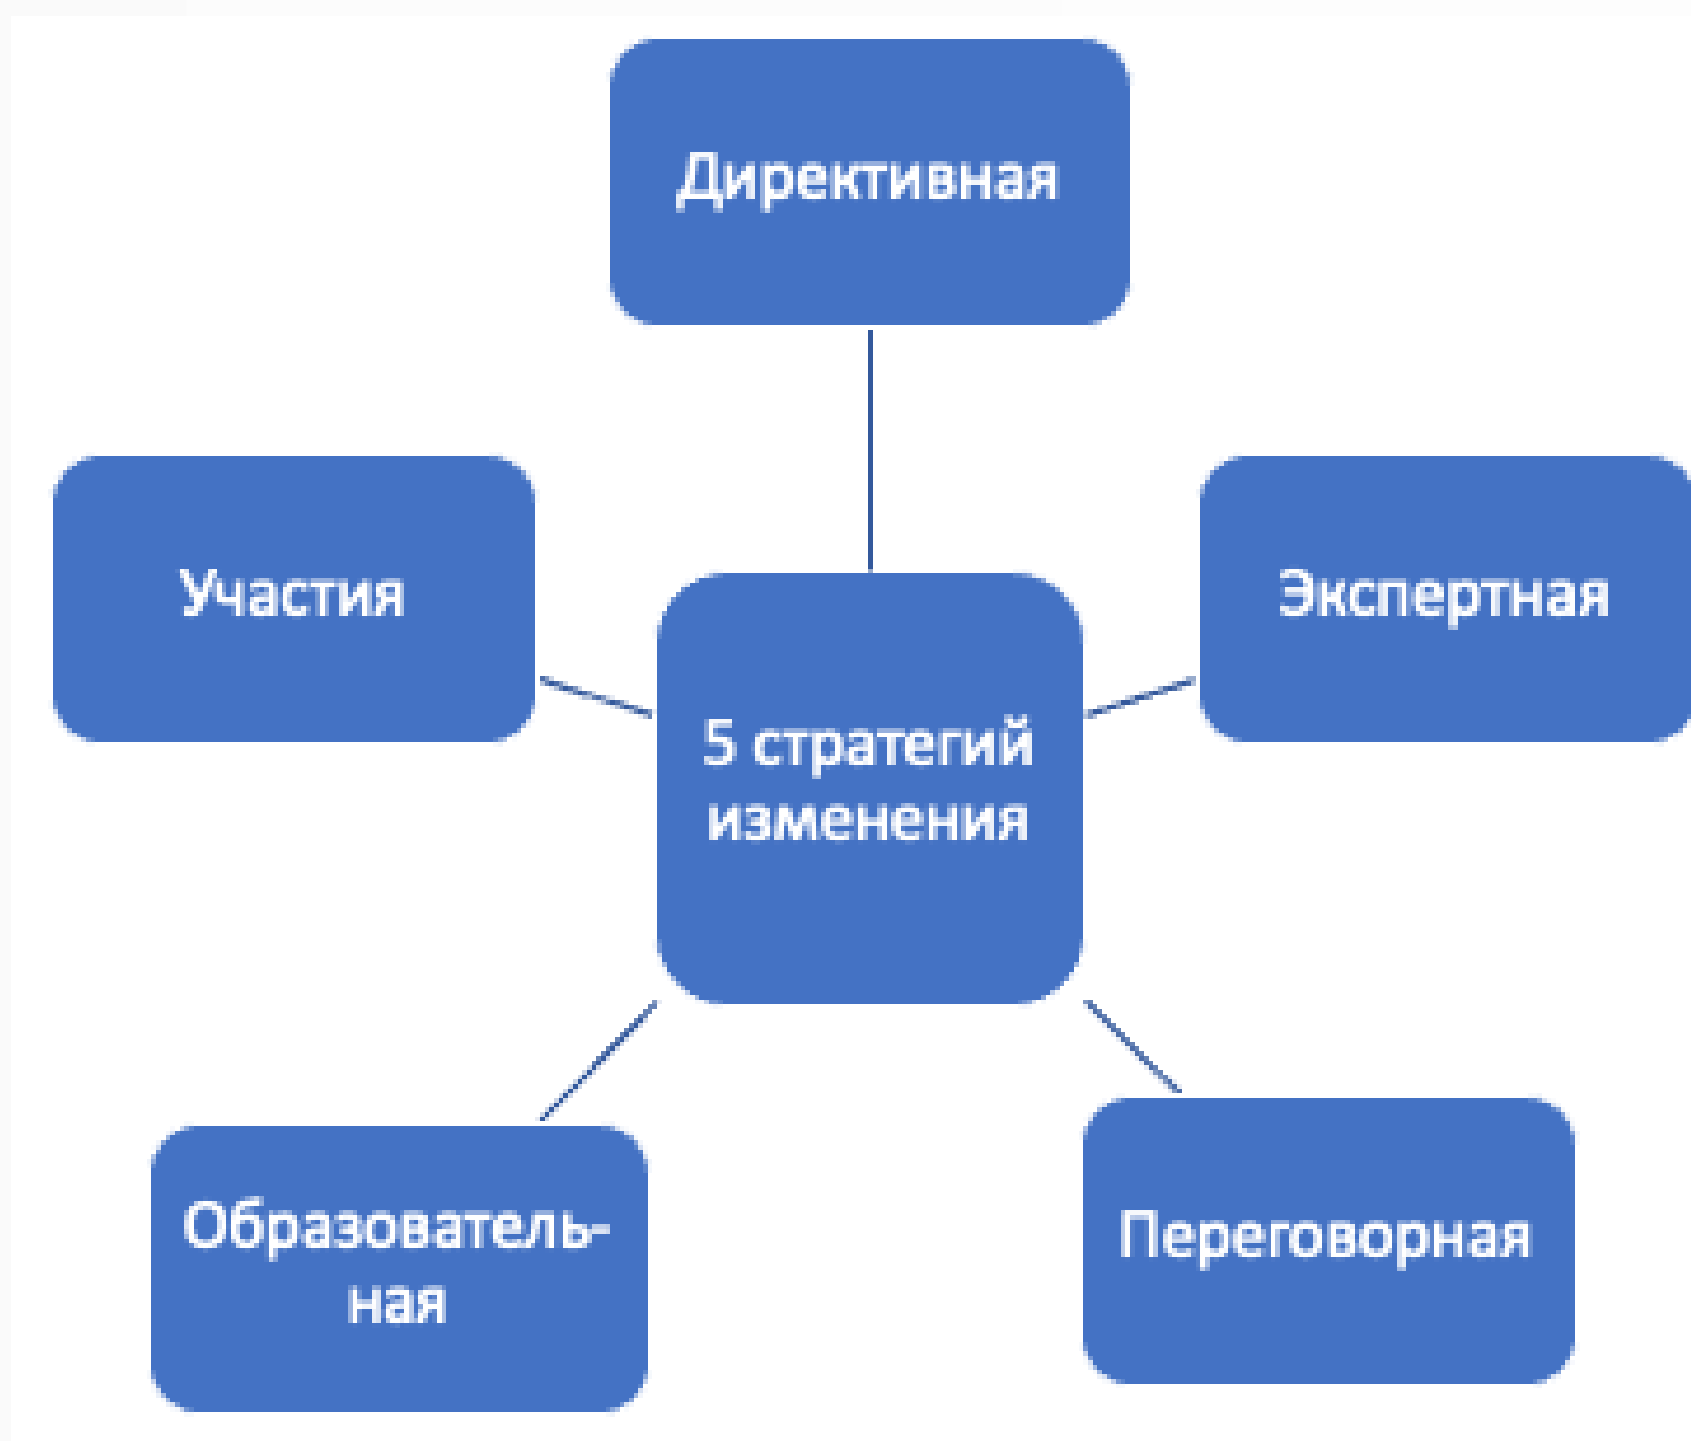 Директивная
Участия
Экспертная
5 стратегий
изменения
Образователь-
ная
Переговорная